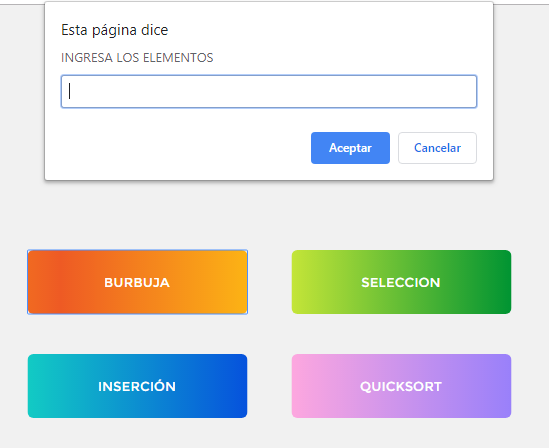 Esta página dice
INGRESA LOS ELEMENTOS
Aceptar
Cancelar
BURBUJA
SELECCION
INSERCIÓN
QUICKSORT